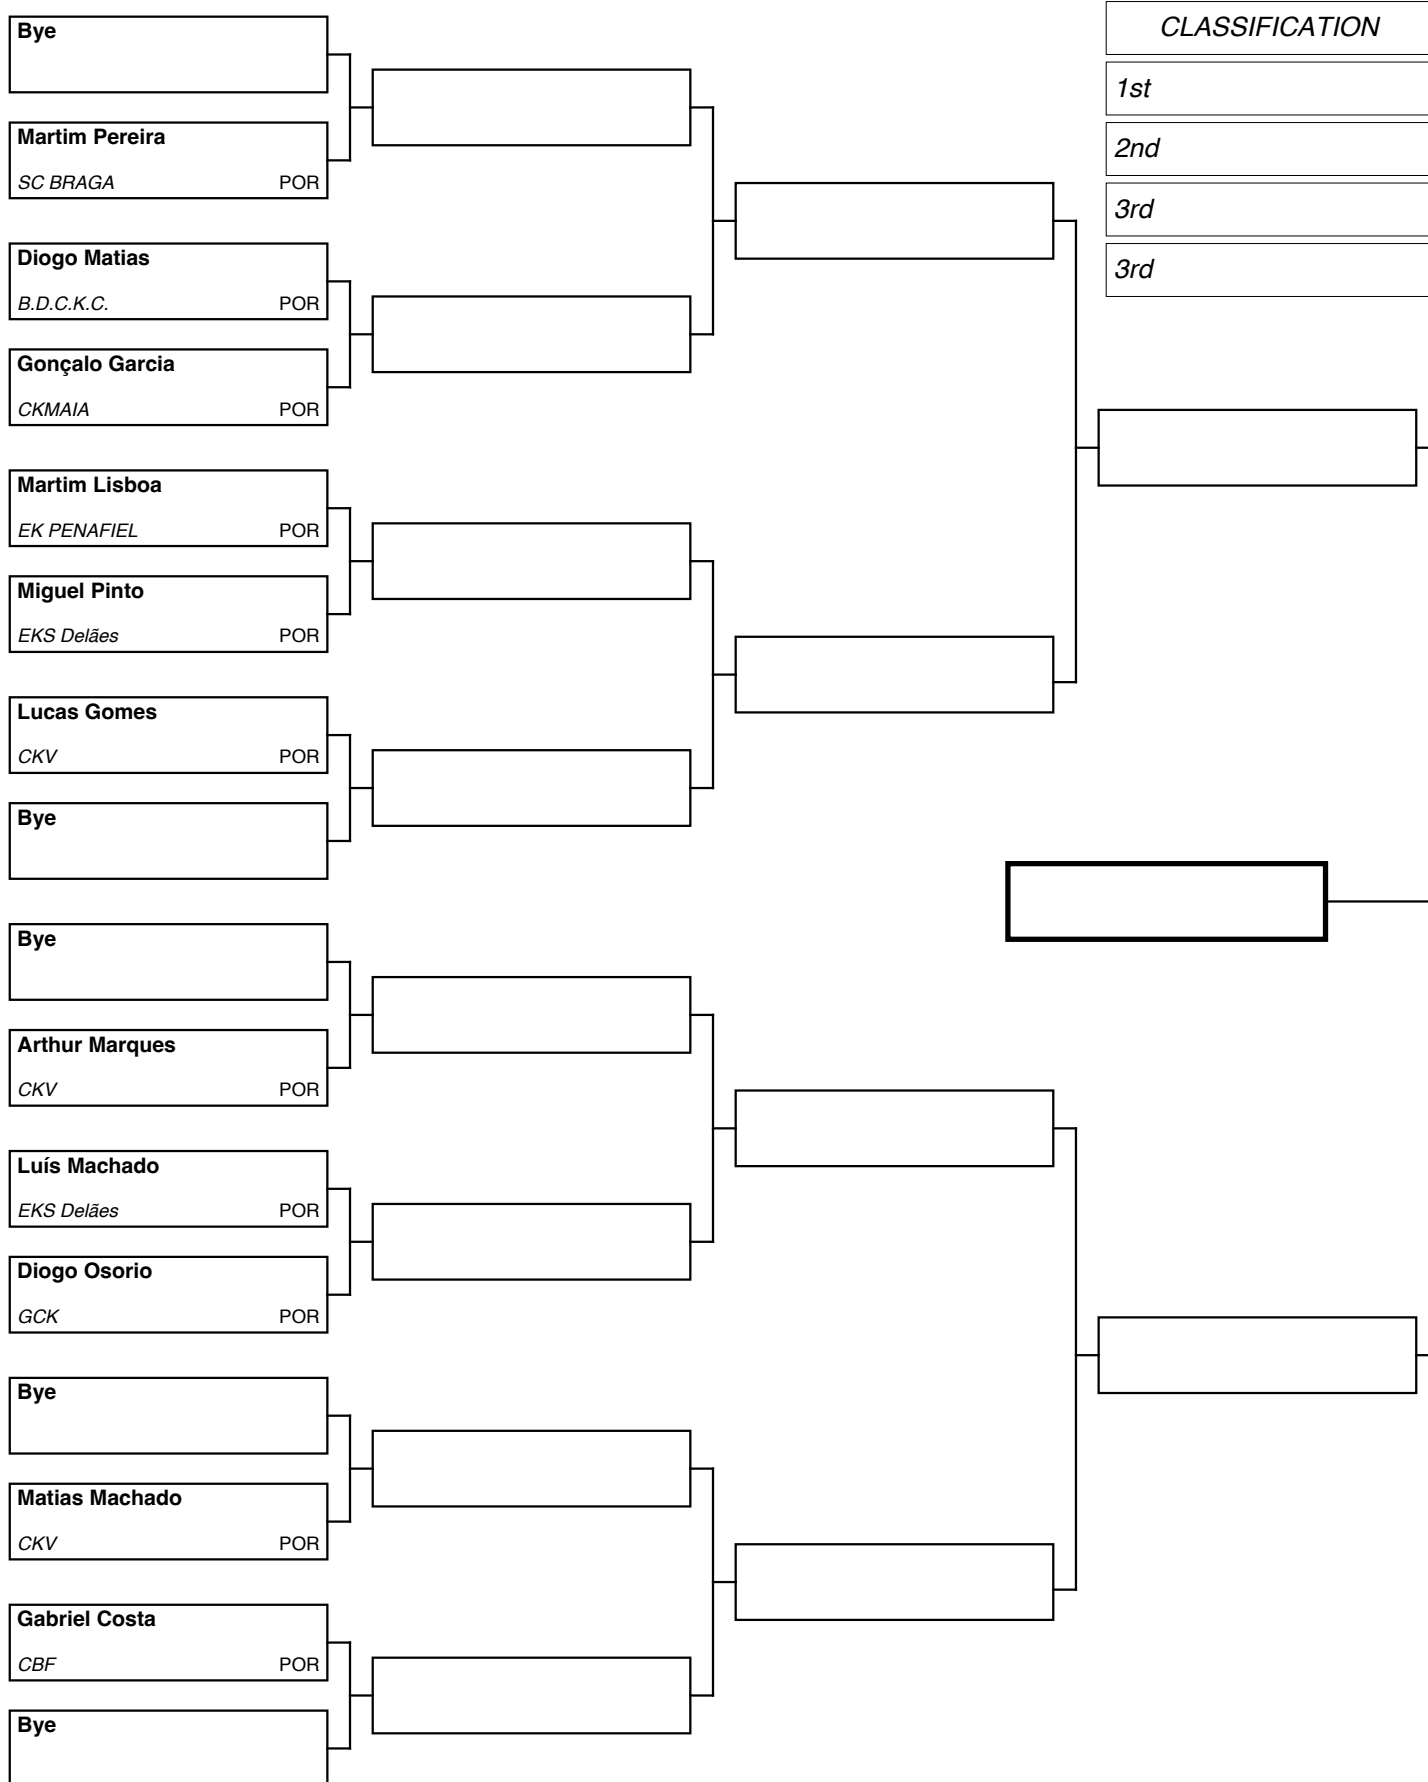 Bye
Martim Pereira
SC BRAGA POR
Diogo Matias
B.D.C.K.C. POR
Gonçalo Garcia
CKMAIA POR
Martim Lisboa
EK PENAFIEL POR
Miguel Pinto
EKS Delães POR
Lucas Gomes
CKV POR
Bye
Bye
Arthur Marques
CKV POR
Luís Machado
EKS Delães POR
Diogo Osorio
GCK POR
Bye
Matias Machado
CKV POR
Gabriel Costa
CBF POR
Bye
CLASSIFICATION
1st
2nd
3rd
3rd